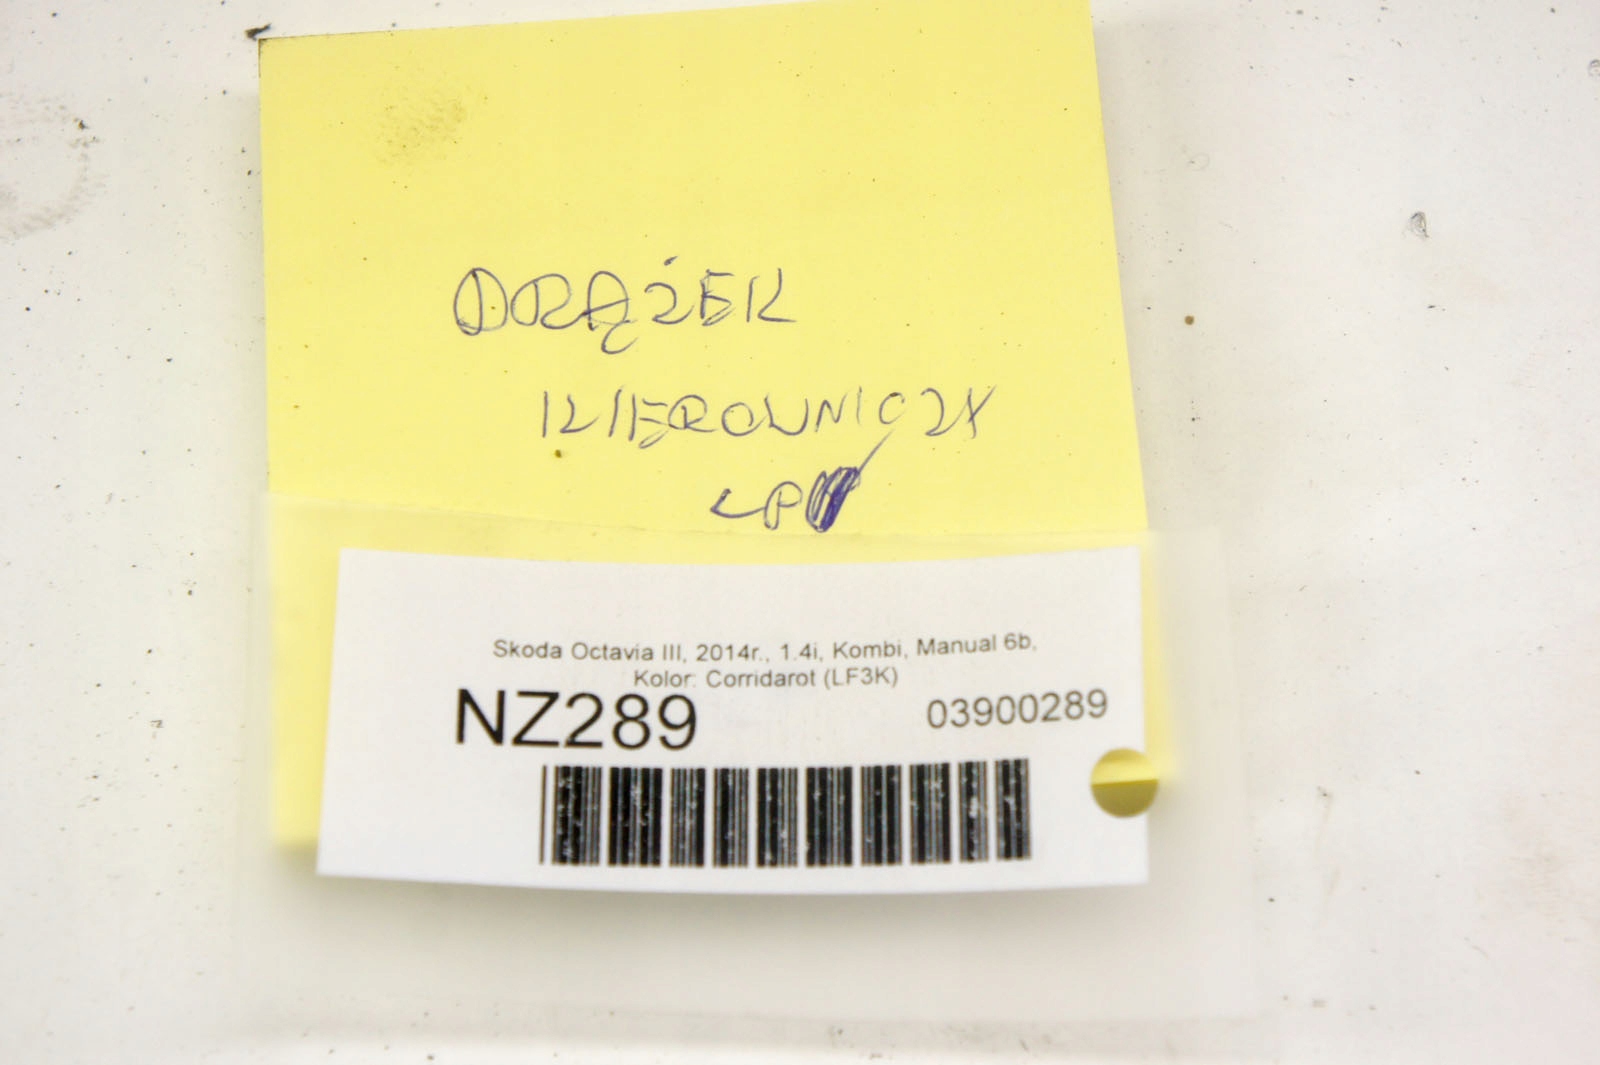 DRĄŻEK
KIEROWNICZY
LP
Skoda Octavia III, 2014r., 1.4i, Kombi, Manual 6b,
Kolor: Corridarot (LF3K)
NZ289
03900289